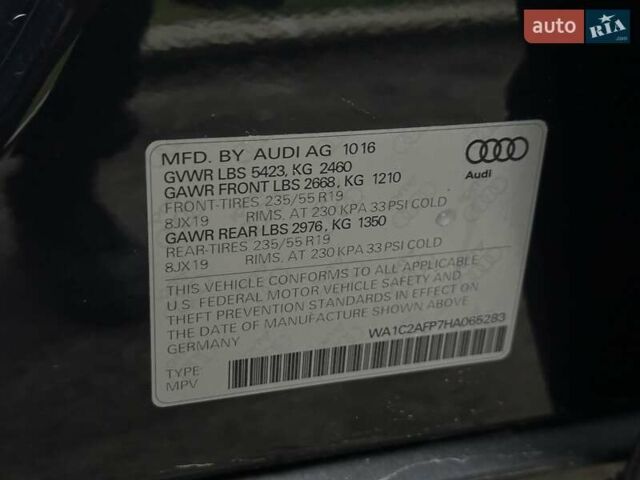 auto RIA.com
MFD. BY AUDI AG 10 16
GVWR LBS 5423, KG 2460
GAWR FRONT LBS 2668, KG 1210
FRONT-TIRES 235/55 R19
8JX19 RIMS. AT 230 KPA 33 PSI COLD
GAWR REAR LBS 2976, KG 1350
REAR-TIRES 235/55 R19
8JX19 RIMS. AT 230 KPA 33 PSI COLD
Audi
THIS VEHICLE CONFORMS TO ALL APPLICABLE
U.S. FEDERAL MOTOR VEHICLE SAFETY AND
THEFT PREVENTION STANDARDS IN EFFECT ON
THE DATE OF MANUFACTURE SHOWN ABOVE.
GERMANY
WA1C2AFP7HA065283
TYPE:
MPV